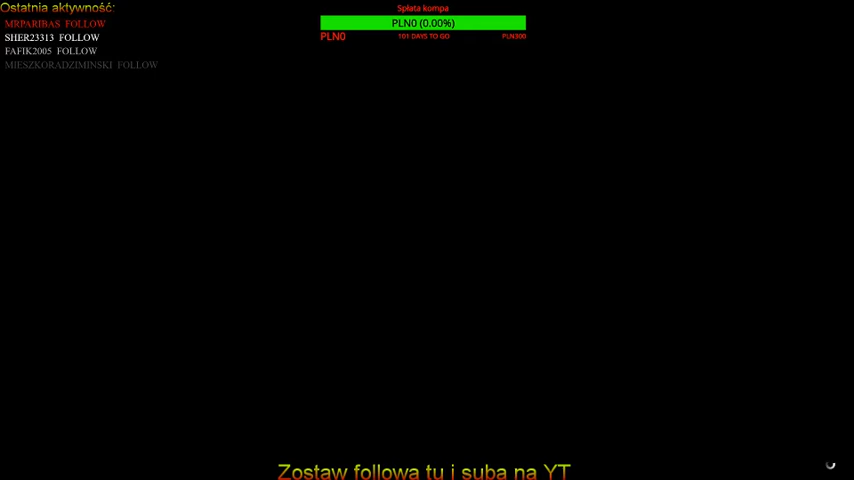 Ostatnia aktywność:
MRPARIBAS FOLLOW
SHER23313 FOLLOW
FAFIK2005 FOLLOW
MIESZKORADZIMINSKI FOLLOW
Spłata kompa
PLN0 (0.00%)
PLN0 101 DAYS TO GO PLN300
Zostaw followa tu i suba na YT